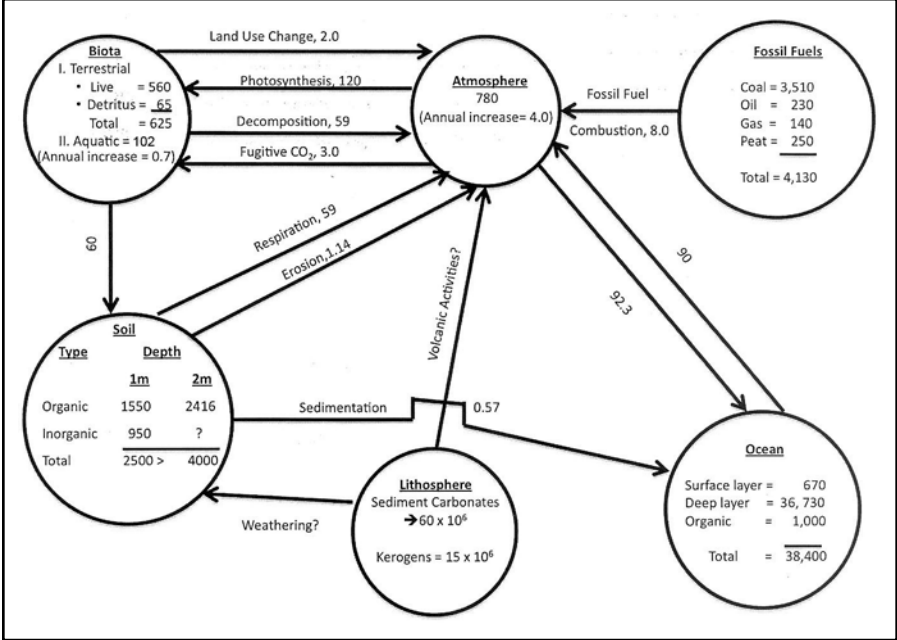 Biota
I. Terrestrial
• Live = 560
• Detritus = 65
Total = 625
II. Aquatic = 102
(Annual increase = 0.7)
Land Use Change, 2.0
Photosynthesis, 120
Decomposition, 59
Fugitive CO₂, 3.0
Atmosphere
780
(Annual increase= 4.0)
Fossil Fuel
Combustion, 8.0
Fossil Fuels
Coal = 3,510
Oil = 230
Gas = 140
Peat = 250
Total = 4,130
60
Respiration, 59
Erosion,1.14
Volcanic Activities?
92.3
90
Soil
Type Depth
1m 2m
Organic 1550 2416
Inorganic 950 ?
Total 2500 > 4000
Sedimentation 0.57
Weathering?
Lithosphere
Sediment Carbonates
➔60 x 10⁶
Kerogens = 15 x 10⁶
Ocean
Surface layer = 670
Deep layer = 36, 730
Organic = 1,000
Total = 38,400